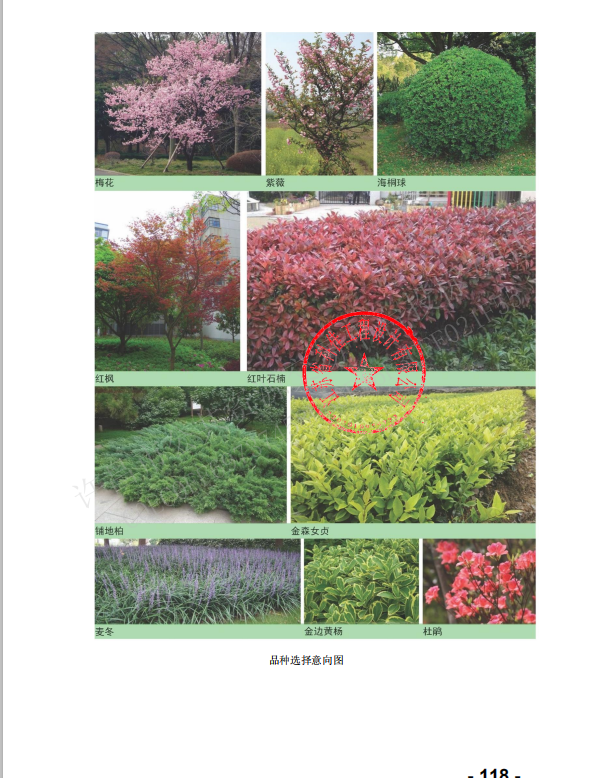 梅花 紫薇 海桐球
红枫 红叶石楠
铺地柏 金森女贞
麦冬 金边黄杨 杜鹃
品种选择意向图
- 118 -